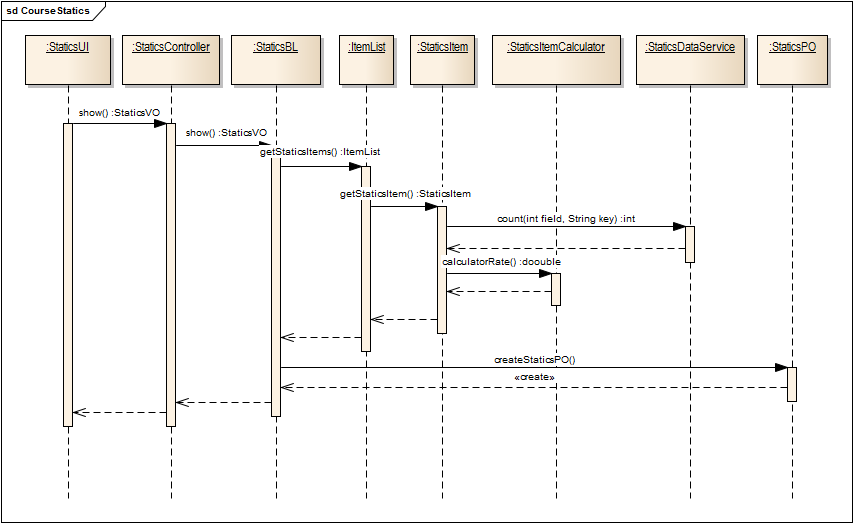 sd CourseStatics
:StaticsUI
:StaticsController
:StaticsBL
:ItemList
:StaticsItem
:StaticsItemCalculator
:StaticsDataService
:StaticsPO
show() :StaticsVO
show() :StaticsVO
getStaticsItems() :ItemList
getStaticsItem() :StaticsItem
count(int field, String key) :int
calculatorRate() :doouble
createStaticsPO()
«create»